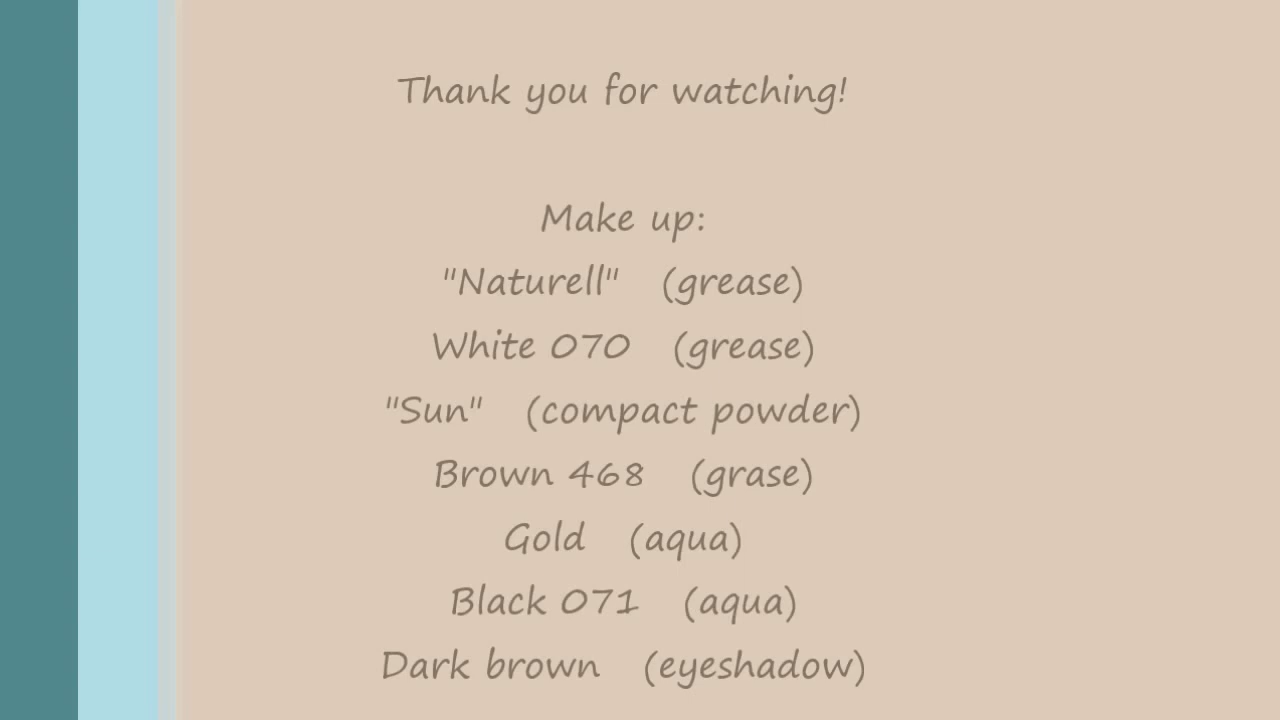 Thank you for watching!
Make up:
"Naturell" (grease)
White 070 (grease)
"Sun" (compact powder)
Brown 468 (grase)
Gold (aqua)
Black 071 (aqua)
Dark brown (eyeshadow)